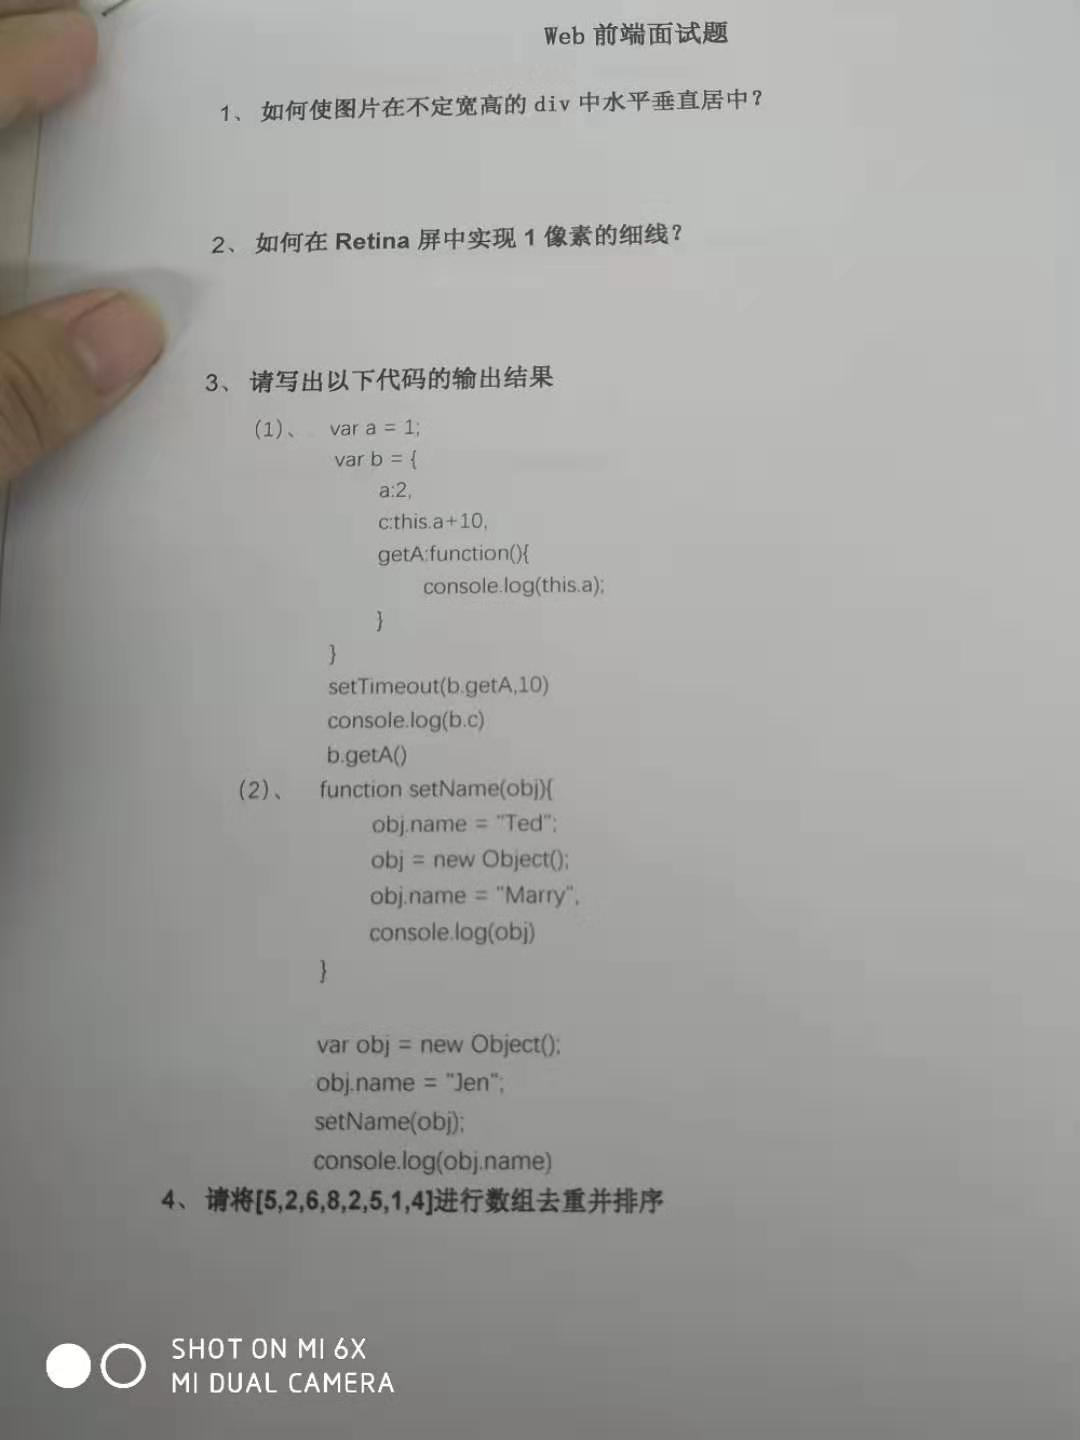 Web 前端面试题
1、 如何使图片在不定宽高的 div 中水平垂直居中？
2、 如何在 Retina 屏中实现 1 像素的细线？
3、 请写出以下代码的输出结果
(1)、 var a = 1;
var b = {
a:2,
c:this.a+10,
getA:function(){
console.log(this.a);
}
}
setTimeout(b.getA,10)
console.log(b.c)
b.getA()
(2)、 function setName(obj){
obj.name = "Ted";
obj = new Object();
obj.name = "Marry",
console.log(obj)
}
var obj = new Object();
obj.name = "Jen";
setName(obj);
console.log(obj.name)
4、 请将[5,2,6,8,2,5,1,4]进行数组去重并排序
SHOT ON MI 6X
MI DUAL CAMERA